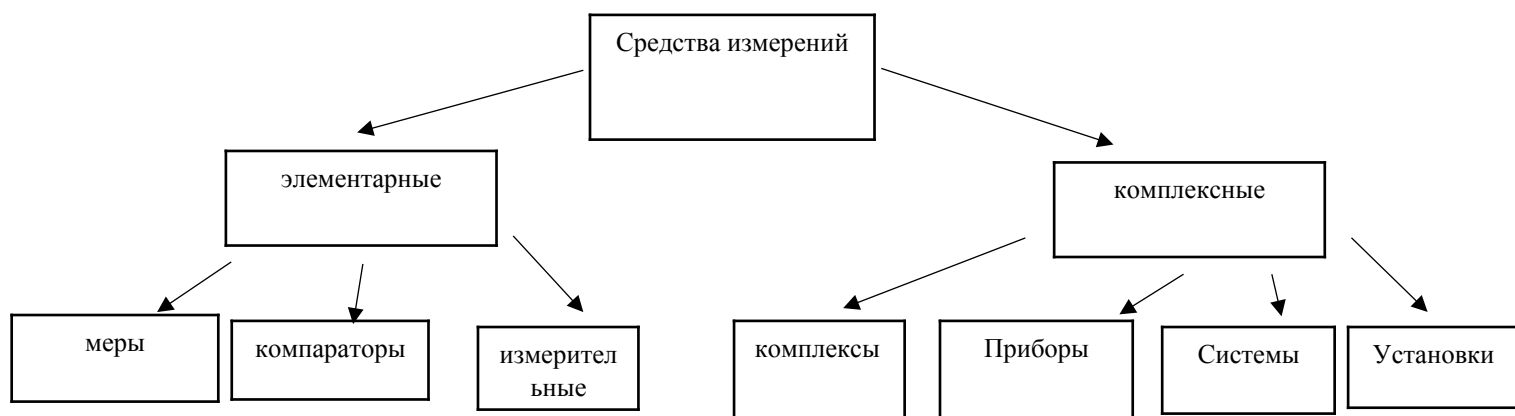 Средства измерений
элементарные
комплексные
меры
компараторы
измерител
ьные
комплексы
Приборы
Системы
Установки